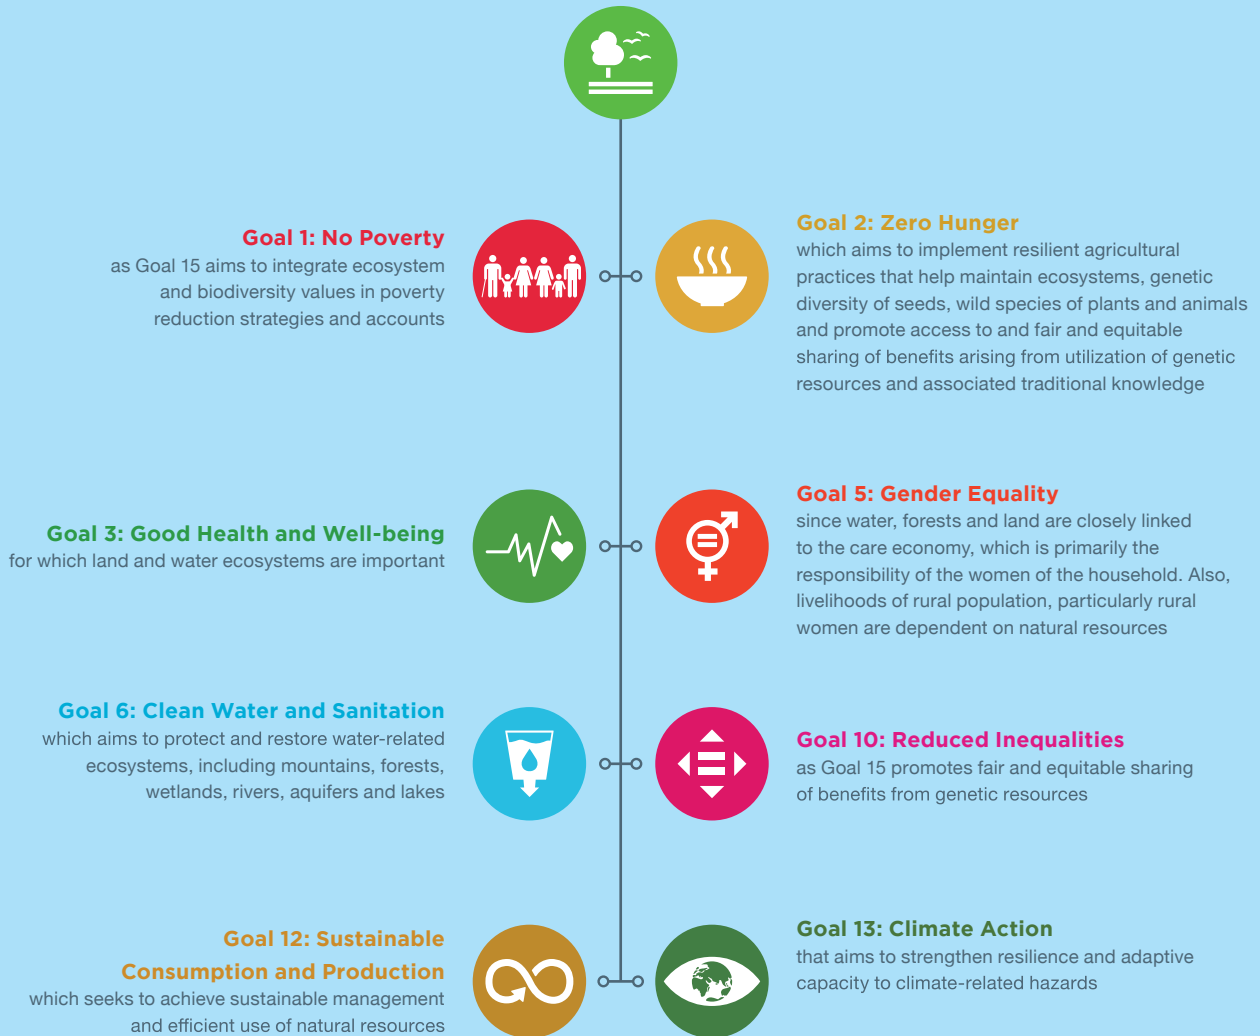 Goal 1: No Poverty
as Goal 15 aims to integrate ecosystem
and biodiversity values in poverty
reduction strategies and accounts
Goal 2: Zero Hunger
which aims to implement resilient agricultural
practices that help maintain ecosystems, genetic
diversity of seeds, wild species of plants and animals
and promote access to and fair and equitable
sharing of benefits arising from utilization of genetic
resources and associated traditional knowledge
Goal 3: Good Health and Well-being
for which land and water ecosystems are important
Goal 5: Gender Equality
since water, forests and land are closely linked
to the care economy, which is primarily the
responsibility of the women of the household. Also,
livelihoods of rural population, particularly rural
women are dependent on natural resources
Goal 6: Clean Water and Sanitation
which aims to protect and restore water-related
ecosystems, including mountains, forests,
wetlands, rivers, aquifers and lakes
Goal 10: Reduced Inequalities
as Goal 15 promotes fair and equitable sharing
of benefits from genetic resources
Goal 12: Sustainable
Consumption and Production
which seeks to achieve sustainable management
and efficient use of natural resources
Goal 13: Climate Action
that aims to strengthen resilience and adaptive
capacity to climate-related hazards